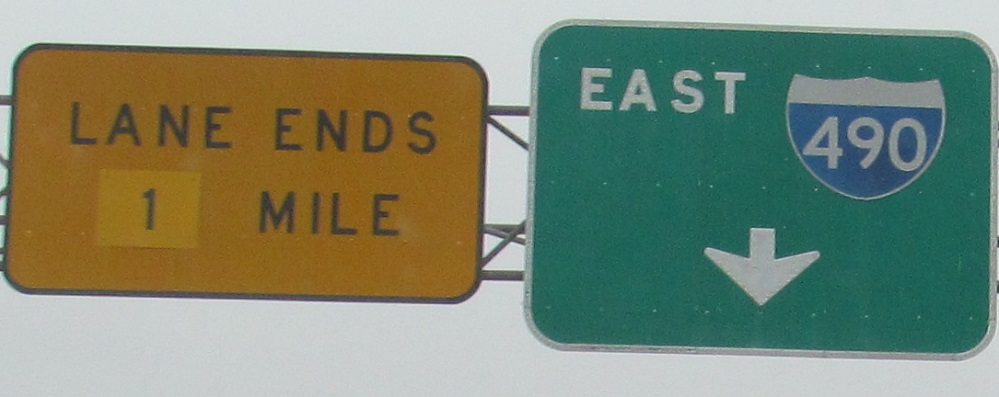 LANE ENDS
1 MILE
EAST 490